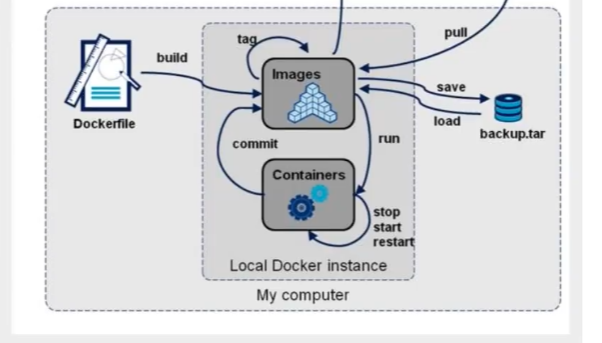 pull
tag
build
Images
save
load
Dockerfile
backup.tar
commit
run
Containers
stop
start
restart
Local Docker instance
My computer